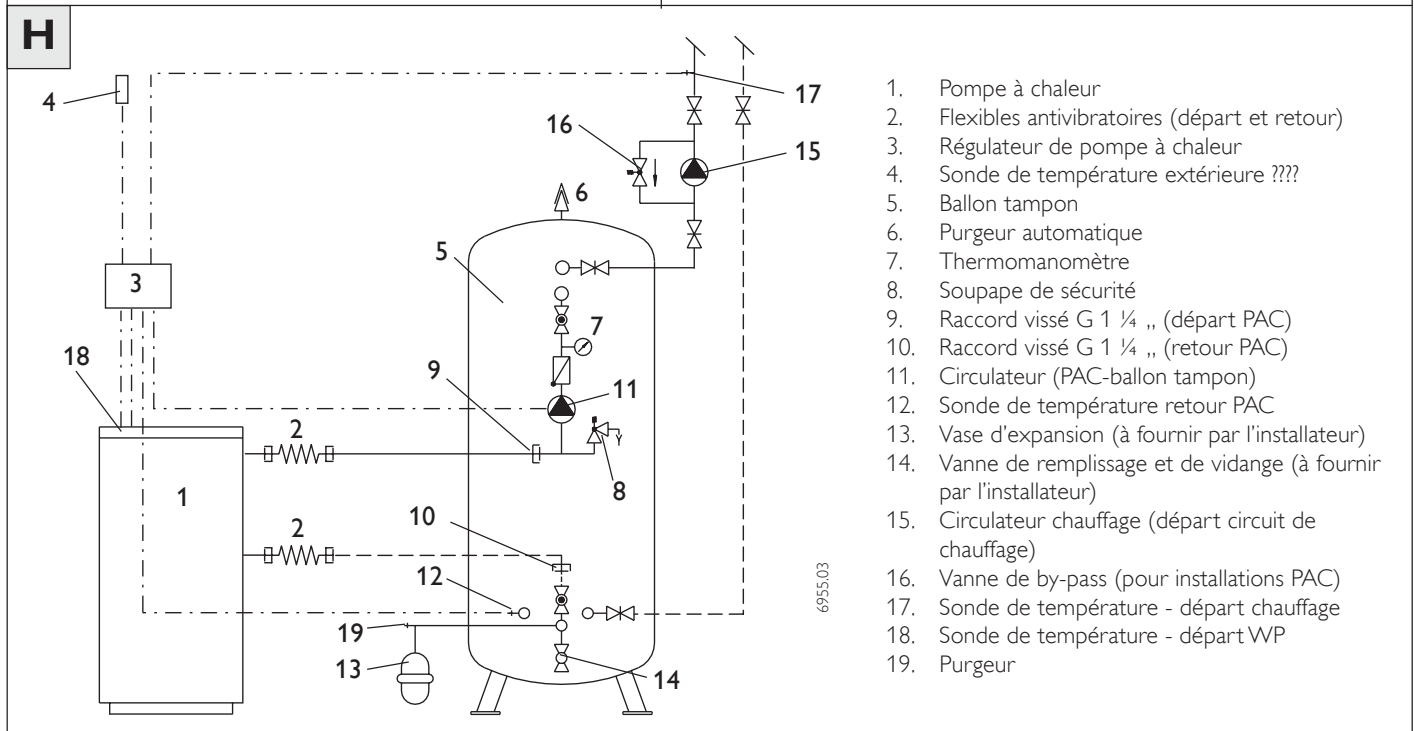 H
4
17
16
15
6
5
3
7
18
9
11
2
8
1
10
2
12
19
13
14
6955.03
1. Pompe à chaleur
2. Flexibles antivibratoires (départ et retour)
3. Régulateur de pompe à chaleur
4. Sonde de température extérieure ????
5. Ballon tampon
6. Purgeur automatique
7. Thermomanomètre
8. Soupape de sécurité
9. Raccord vissé G 1 ¼ „ (départ PAC)
10. Raccord vissé G 1 ¼ „ (retour PAC)
11. Circulateur (PAC-ballon tampon)
12. Sonde de température retour PAC
13. Vase d’expansion (à fournir par l’installateur)
14. Vanne de remplissage et de vidange (à fournir
par l’installateur)
15. Circulateur chauffage (départ circuit de
chauffage)
16. Vanne de by-pass (pour installations PAC)
17. Sonde de température - départ chauffage
18. Sonde de température - départ WP
19. Purgeur